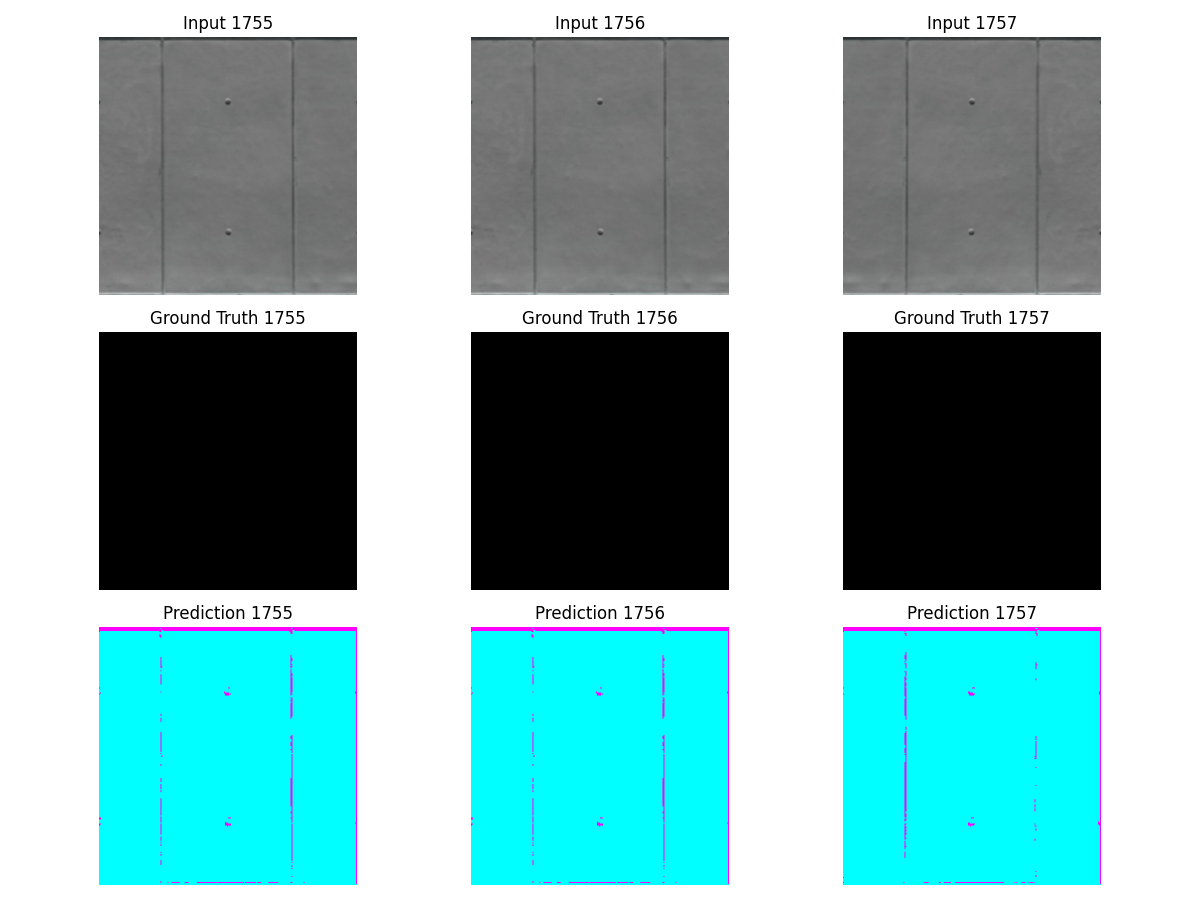 Input 1755
Input 1756
Input 1757
Ground Truth 1755
Ground Truth 1756
Ground Truth 1757
Prediction 1755
Prediction 1756
Prediction 1757